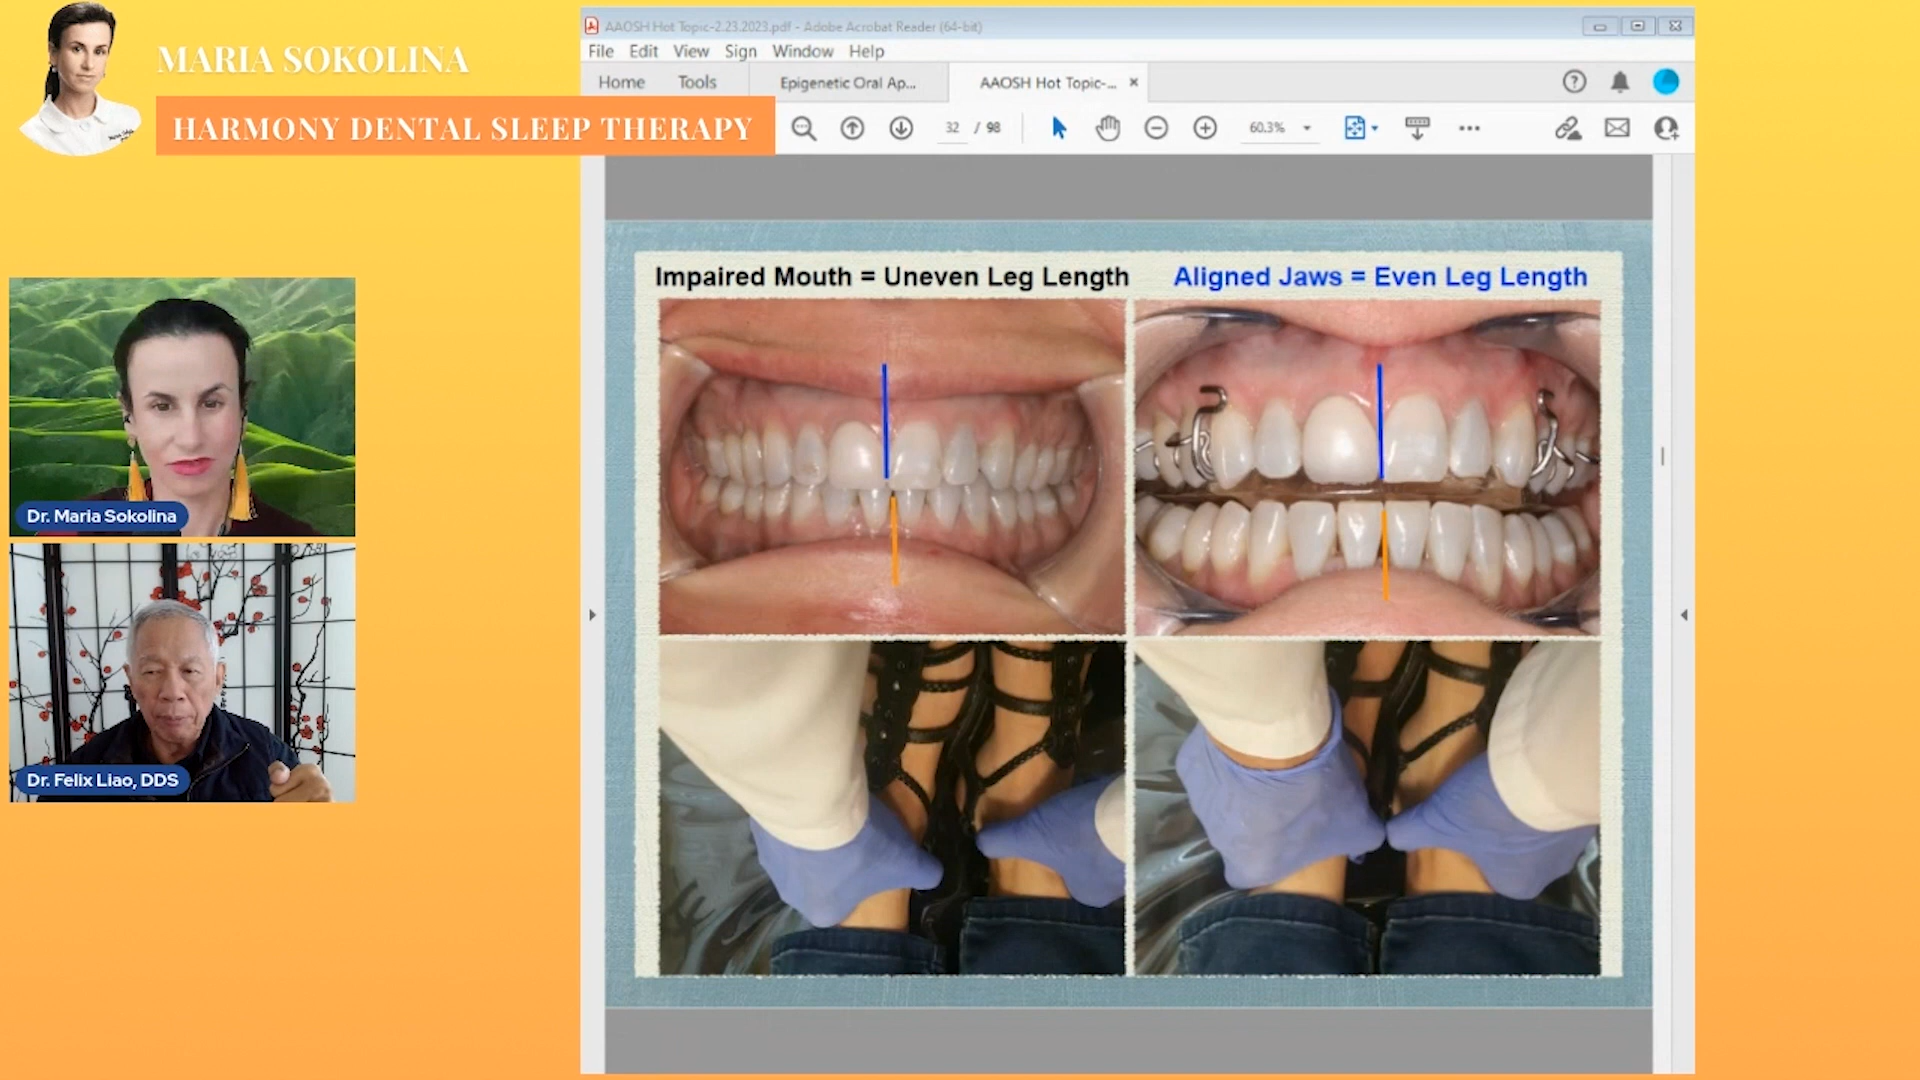 MARIA SOKOLINA
HARMONY DENTAL SLEEP THERAPY
AAOSH Hot Topic-2.23.2023.pdf - Adobe Acrobat Reader (64-bit)
File Edit View Sign Window Help
Home Tools Epigenetic Oral Ap... AAOSH Hot Topic-... ×
32 / 98 60.3%
Impaired Mouth = Uneven Leg Length
Aligned Jaws = Even Leg Length
Dr. Maria Sokolina
Dr. Felix Liao, DDS